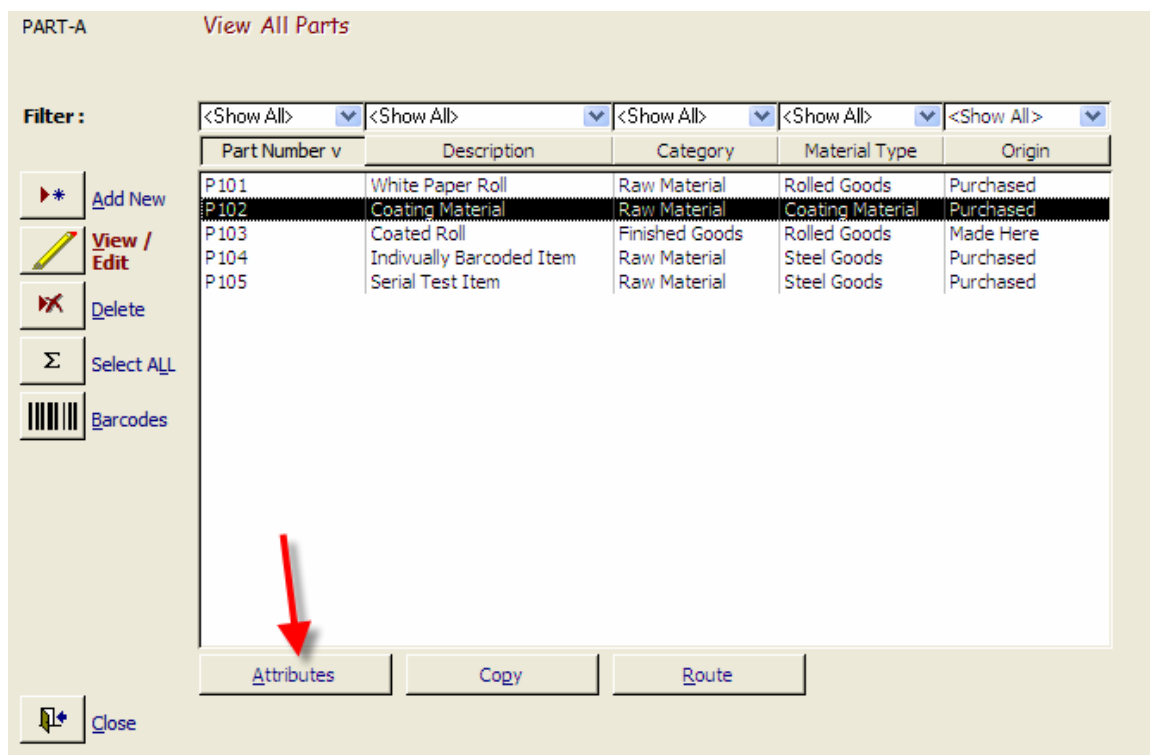 PART-A View All Parts
Filter : <Show All> <Show All> <Show All> <Show All> <Show All>
Part Number v Description Category Material Type Origin
P101 White Paper Roll Raw Material Rolled Goods Purchased
P102 Coating Material Raw Material Coating Material Purchased
P103 Coated Roll Finished Goods Rolled Goods Made Here
P104 Indivually Barcoded Item Raw Material Steel Goods Purchased
P105 Serial Test Item Raw Material Steel Goods Purchased
Add New
View /
Edit
Delete
Σ Select ALL
Barcodes
Attributes Copy Route
Close